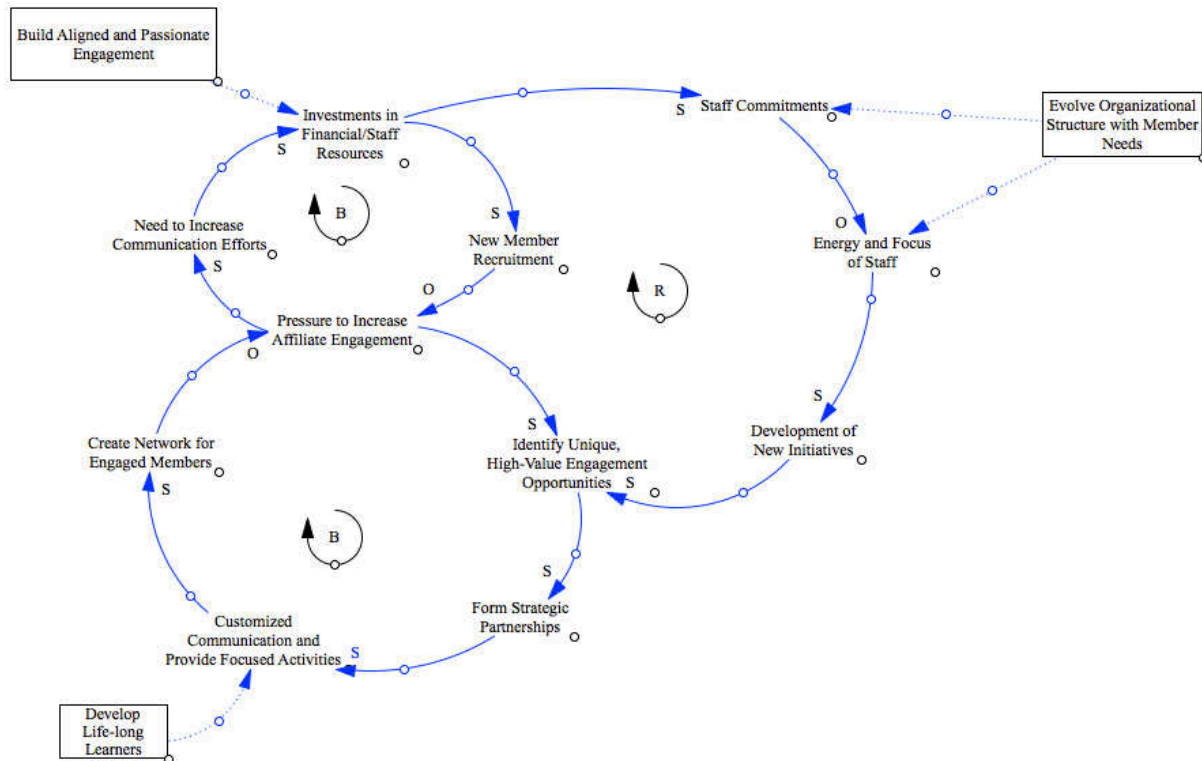 Build Aligned and Passionate
Engagement
Investments in
Financial/Staff
Resources
S
S
Staff Commitments
Evolve Organizational
Structure with Member
Needs
B
Need to Increase
Communication Efforts
S
S
New Member
Recruitment
O
O
Energy and Focus
of Staff
R
Pressure to Increase
Affiliate Engagement
O
S
Create Network for
Engaged Members
S
S
Identify Unique,
High-Value Engagement
Opportunities
S
Development of
New Initiatives
B
S
Form Strategic
Partnerships
Customized
Communication and
Provide Focused Activities
S
Develop
Life-long
Learners